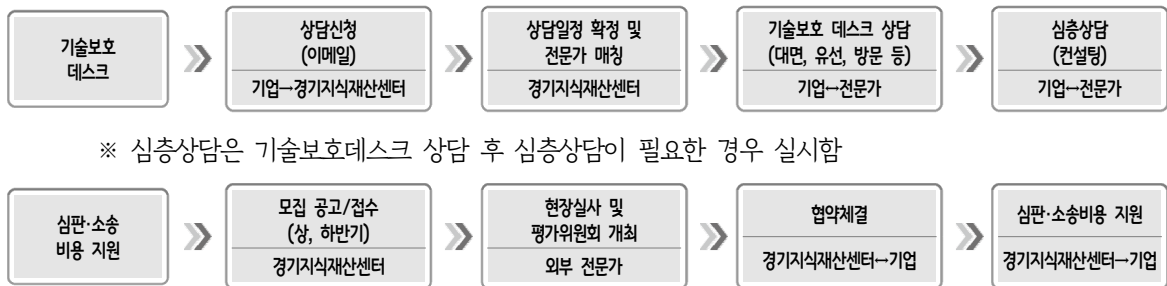 기술보호
데스크
상담신청
(이메일)
기업→경기지식재산센터
상담일정 확정 및
전문가 매칭
경기지식재산센터
기술보호 데스크 상담
(대면, 유선, 방문 등)
기업↔전문가
심층상담
(컨설팅)
기업↔전문가
※ 심층상담은 기술보호데스크 상담 후 심층상담이 필요한 경우 실시함
심판·소송
비용 지원
모집 공고/접수
(상, 하반기)
경기지식재산센터
현장실사 및
평가위원회 개최
외부 전문가
협약체결
경기지식재산센터↔기업
심판·소송비용 지원
경기지식재산센터→기업